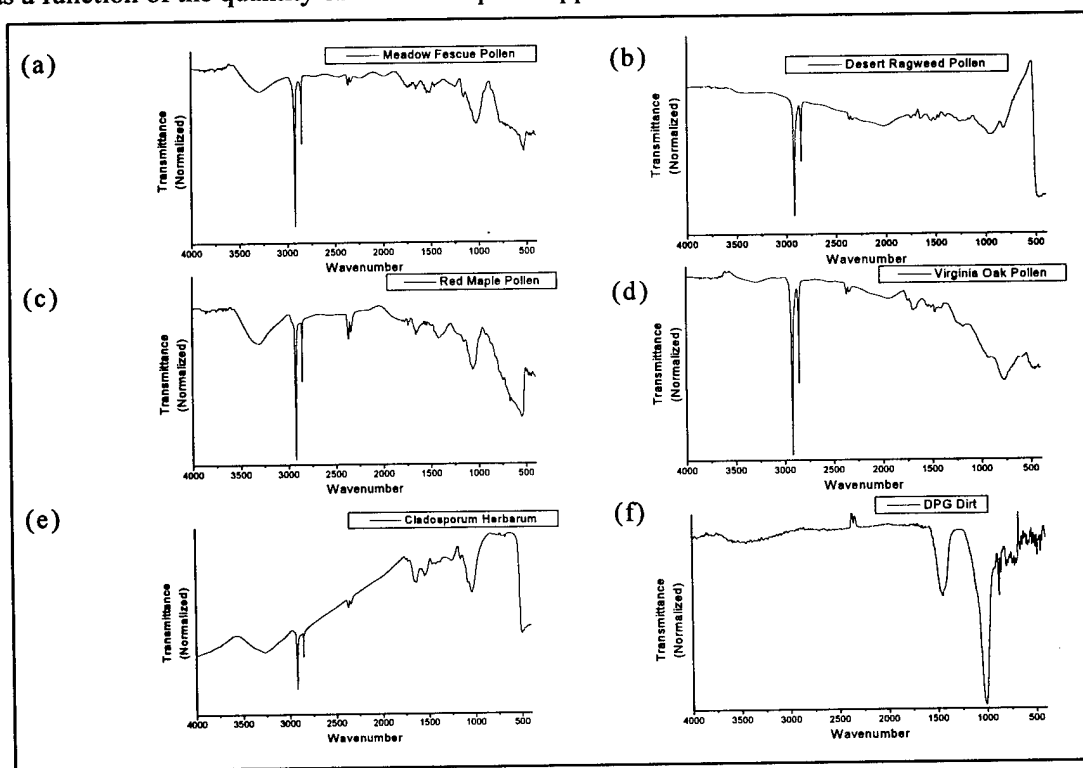 as a function of the quantity
(a)
Meadow Fescue Pollen
Transmittance
(Normalized)
4000 3500 3000 2500 2000 1500 1000 500
Wavenumber
(b)
Desert Ragweed Pollen
Transmittance
(Normalized)
4000 3500 3000 2500 2000 1500 1000 500
Wavenumber
(c)
Red Maple Pollen
Transmittance
(Normalized)
4000 3500 3000 2500 2000 1500 1000 500
Wavenumber
(d)
Virginia Oak Pollen
Transmittance
(Normalized)
4000 3500 3000 2500 2000 1500 1000 500
Wavenumber
(e)
Cladosporum Herbarum
Transmittance
(Normalized)
4000 3500 3000 2500 2000 1500 1000 500
Wavenumber
(f)
DPG Dirt
Transmittance
(Normalized)
4000 3500 3000 2500 2000 1500 1000 500
Wavenumber